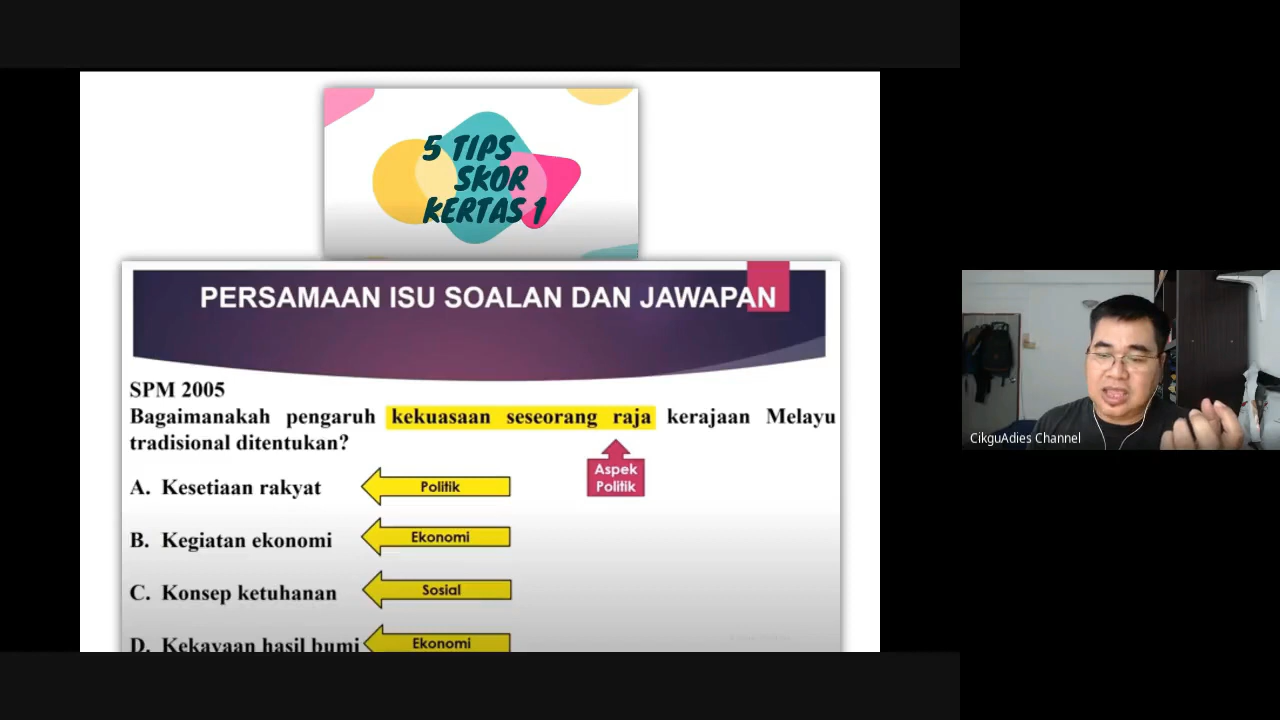 5 TIPS
SKOR
KERTAS 1
PERSAMAAN ISU SOALAN DAN JAWAPAN
SPM 2005
Bagaimanakah pengaruh kekuasaan seseorang raja kerajaan Melayu
tradisional ditentukan?
Aspek
Politik
A. Kesetiaan rakyat
Politik
B. Kegiatan ekonomi
Ekonomi
C. Konsep ketuhanan
Sosial
D. Kekayaan hasil bumi
Ekonomi
CikguAdies Channel